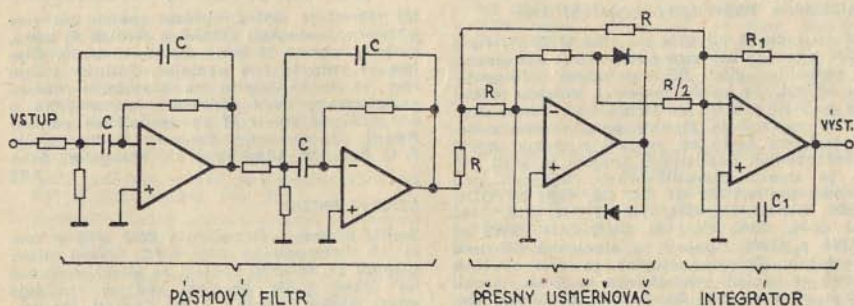 VSTUP
C
C
C
C
R
R
R
R/2
R₁
C₁
VÝST.
PÁSMOVÝ FILTR
PŘESNÝ USMĚRŇOVAČ
INTEGRÁTOR